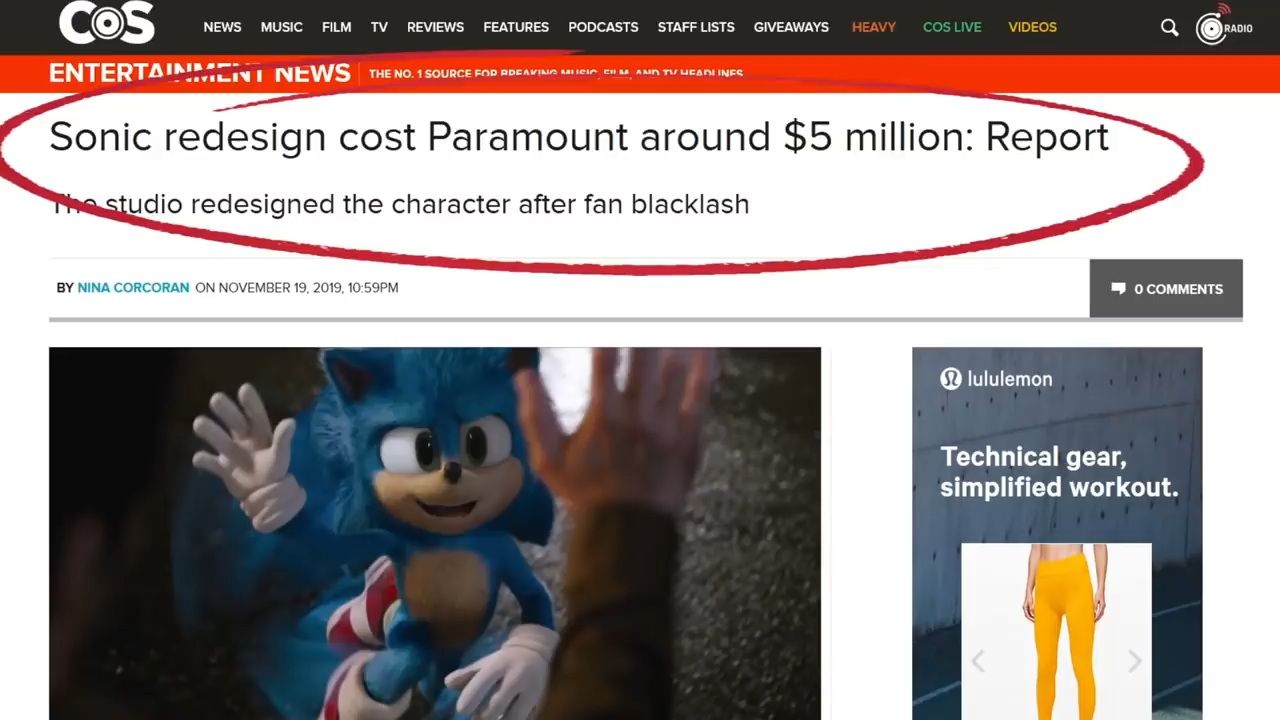 COS
NEWS MUSIC FILM TV REVIEWS FEATURES PODCASTS STAFF LISTS GIVEAWAYS HEAVY COS LIVE VIDEOS
RADIO
ENTERTAINMENT NEWS THE NO. 1 SOURCE FOR BREAKING MUSIC, FILM, AND TV HEADLINES
Sonic redesign cost Paramount around $5 million: Report
The studio redesigned the character after fan blacklash
BY NINA CORCORAN ON NOVEMBER 19, 2019, 10:59PM
0 COMMENTS
lululemon
Technical gear,
simplified workout.